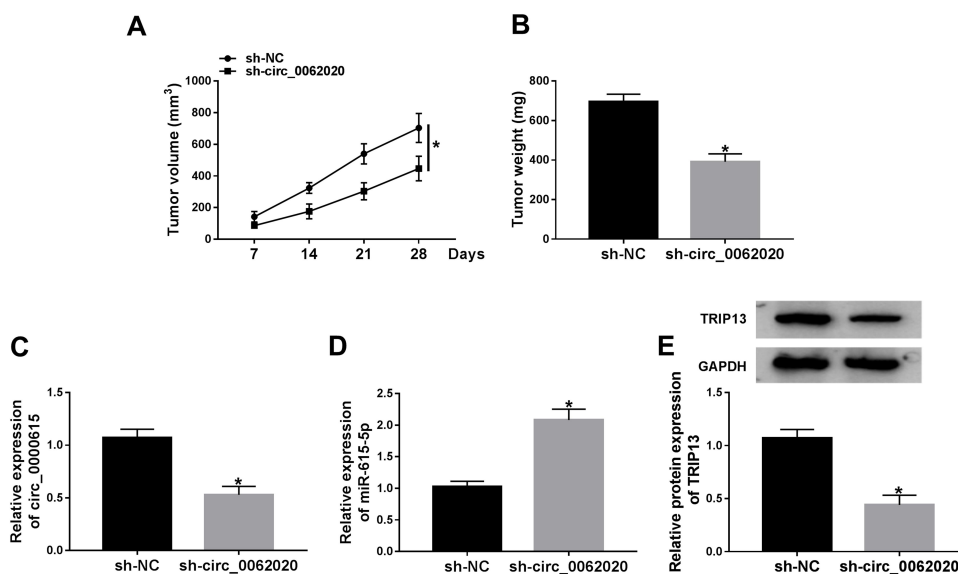 A
sh-NC
sh-circ_0062020
Tumor volume (mm³)
1000
800
600
400
200
0
7 14 21 28 Days
*
B
Tumor weight (mg)
800
600
400
200
0
*
sh-NC sh-circ_0062020
C
Relative expression
of circ_0000615
1.5
1.0
0.5
0.0
*
sh-NC sh-circ_0062020
D
Relative expression
of miR-615-5p
2.5
2.0
1.5
1.0
0.5
0.0
*
sh-NC sh-circ_0062020
E
TRIP13
GAPDH
Relative protein expression
of TRIP13
1.5
1.0
0.5
0.0
*
sh-NC sh-circ_0062020